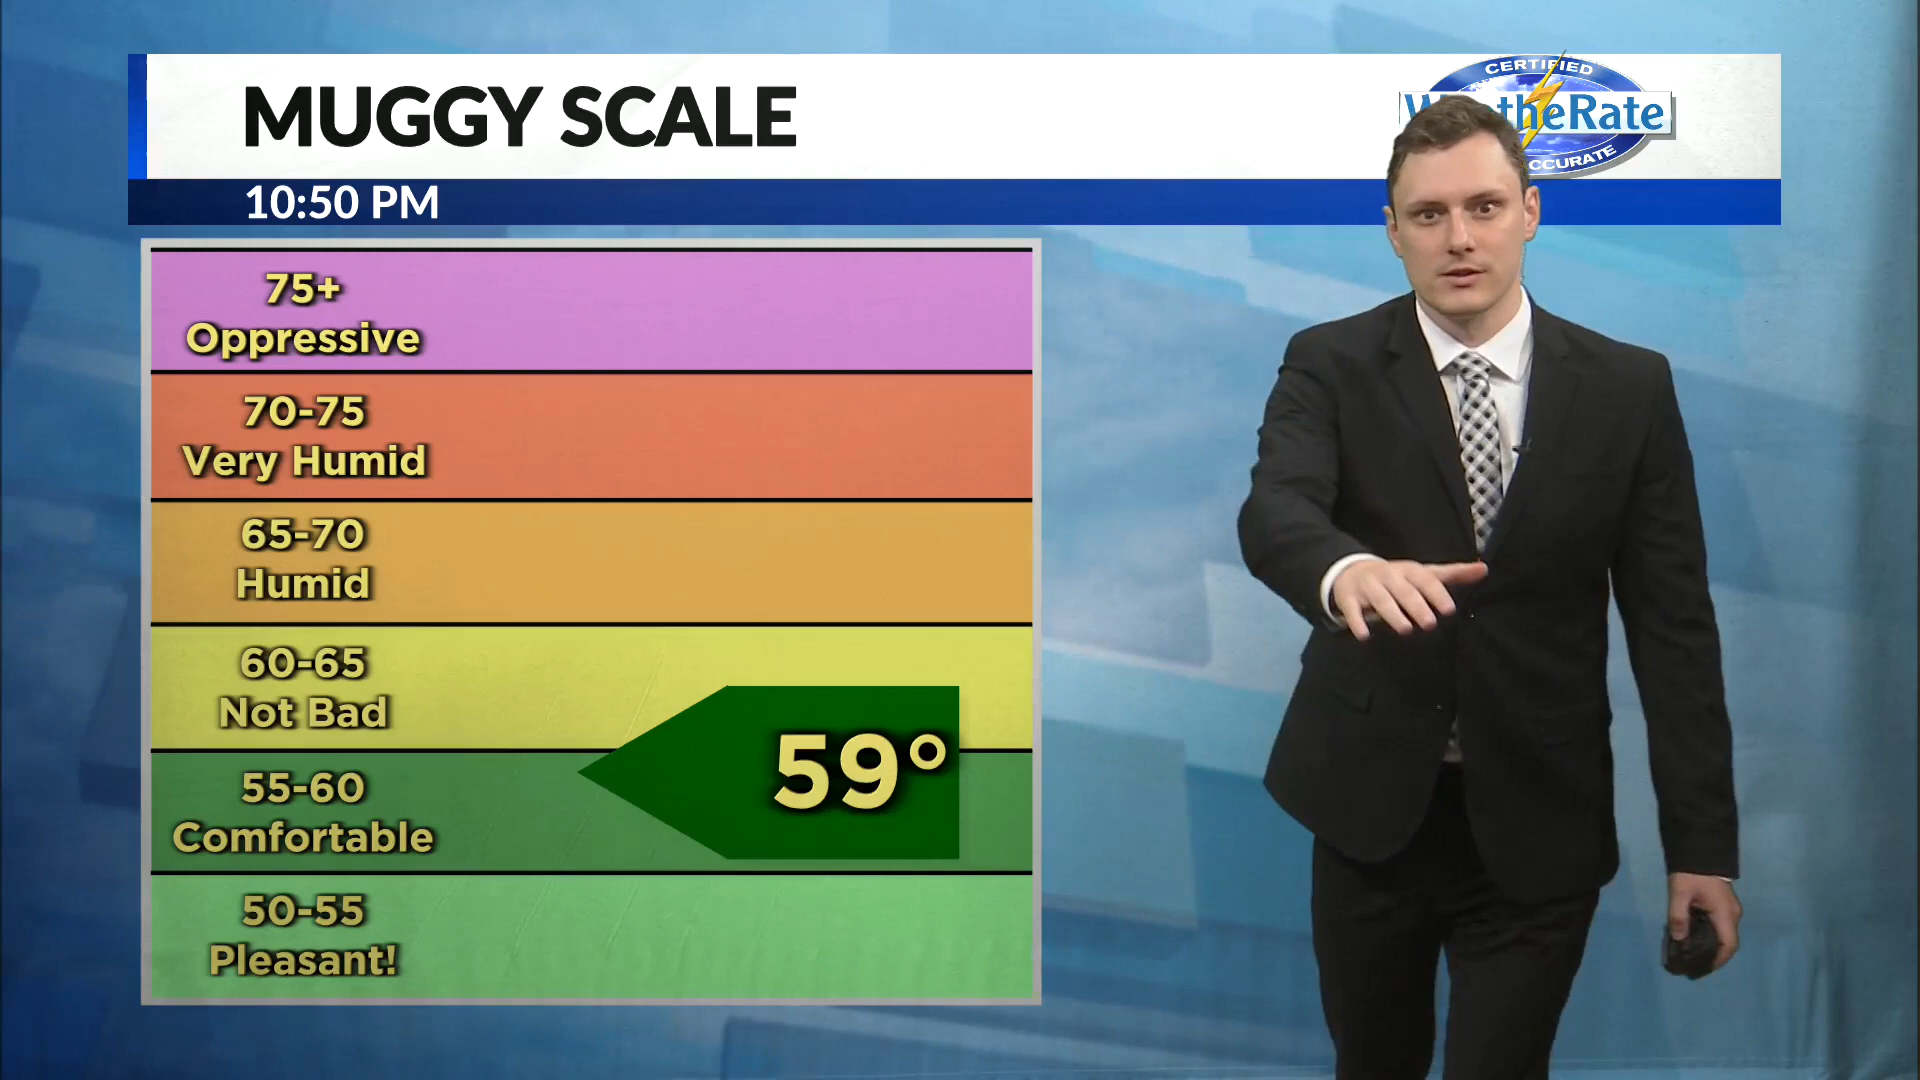 MUGGY SCALE
CERTIFIED
theRate
CCURATE
10:50 PM
75+
Oppressive
70-75
Very Humid
65-70
Humid
60-65
Not Bad
59°
55-60
Comfortable
50-55
Pleasant!